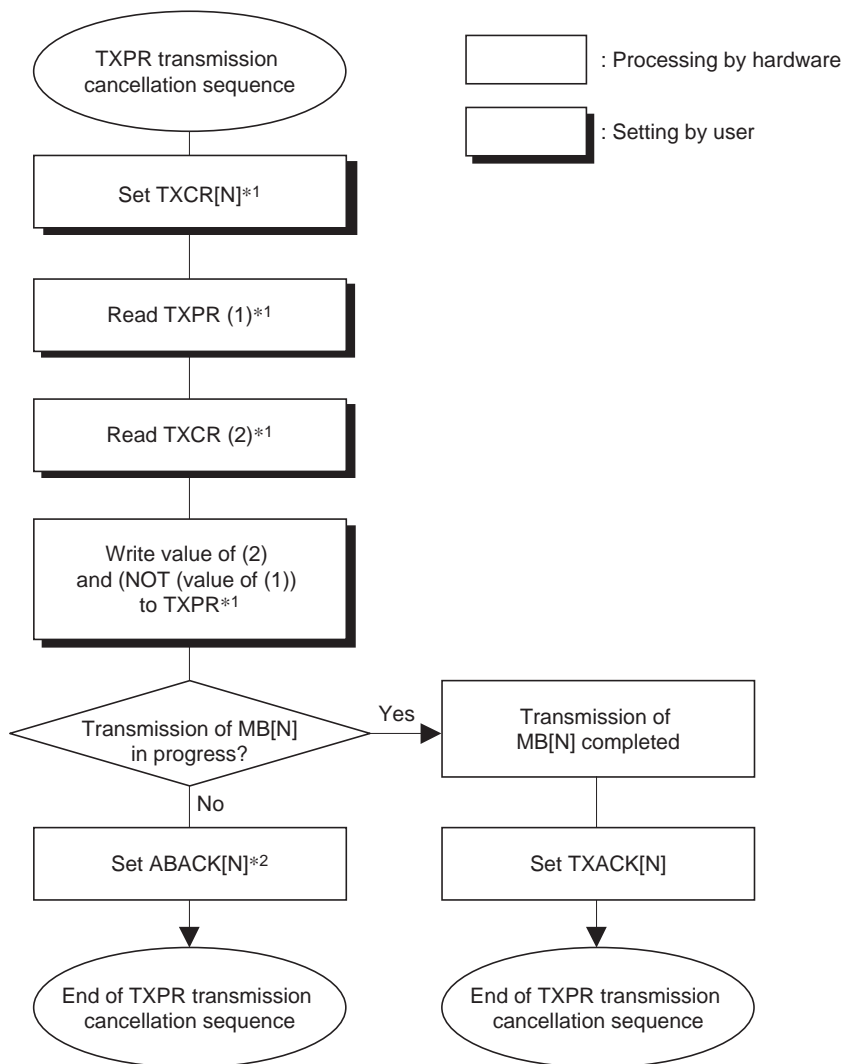 TXPR transmission
cancellation sequence
: Processing by hardware
: Setting by user
Set TXCR[N]*1
Read TXPR (1)*1
Read TXCR (2)*1
Write value of (2)
and (NOT (value of (1))
to TXPR*1
Transmission of MB[N]
in progress?
Yes
Transmission of
MB[N] completed
No
Set ABACK[N]*2
Set TXACK[N]
End of TXPR transmission
cancellation sequence
End of TXPR transmission
cancellation sequence